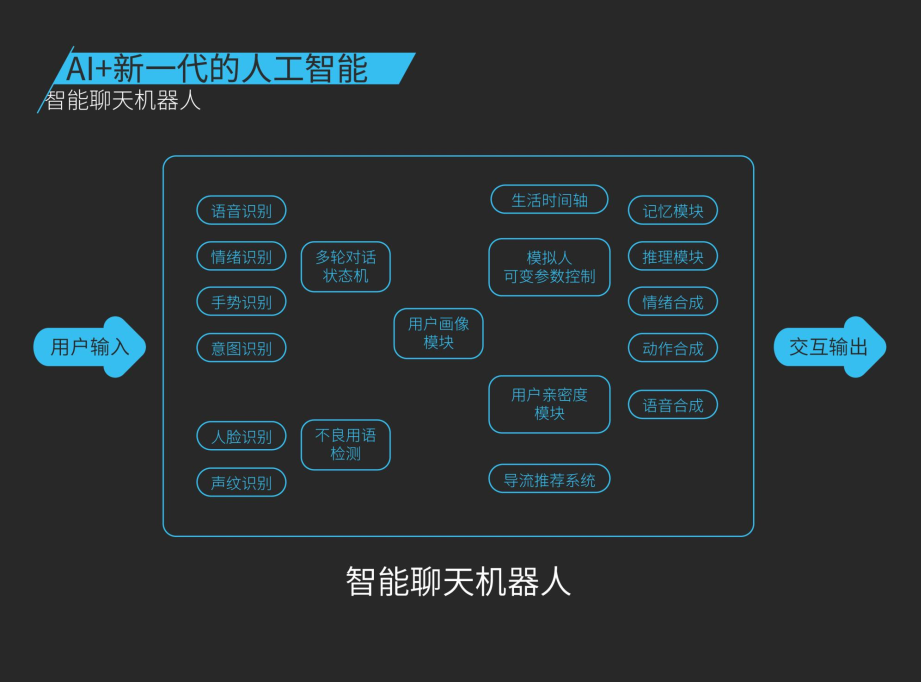 AI+新一代的人工智能
智能聊天机器人
用户输入
语音识别
情绪识别
手势识别
意图识别
人脸识别
声纹识别
多轮对话
状态机
不良用语
检测
用户画像
模块
生活时间轴
模拟人
可变参数控制
用户亲密度
模块
导流推荐系统
记忆模块
推理模块
情绪合成
动作合成
语音合成
交互输出
智能聊天机器人